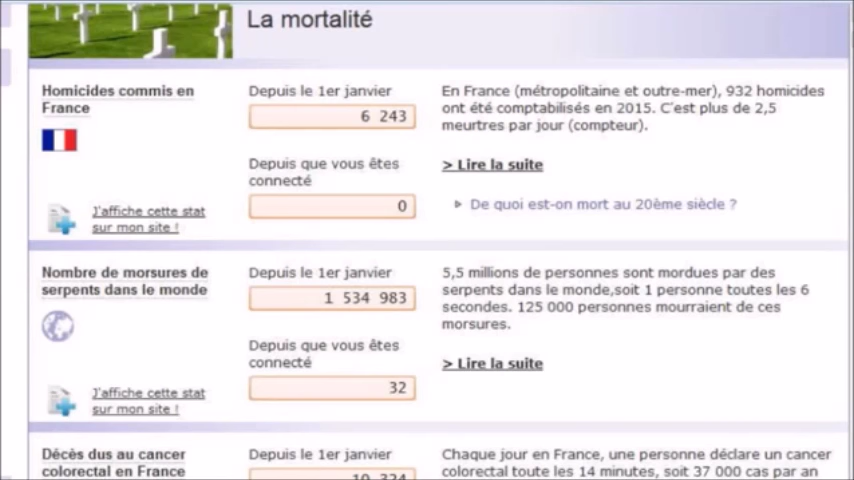 La mortalité
Homicides commis en
France
J'affiche cette stat
sur mon site !
Depuis le 1er janvier
6 243
Depuis que vous êtes
connecté
0
En France (métropolitaine et outre-mer), 932 homicides
ont été comptabilisés en 2015. C'est plus de 2,5
meurtres par jour (compteur).
> Lire la suite
De quoi est-on mort au 20ème siècle ?
Nombre de morsures de
serpents dans le monde
J'affiche cette stat
sur mon site !
Depuis le 1er janvier
1 534 983
Depuis que vous êtes
connecté
32
5,5 millions de personnes sont mordues par des
serpents dans le monde,soit 1 personne toutes les 6
secondes. 125 000 personnes mourraient de ces
morsures.
> Lire la suite
Décès dus au cancer
colorectal en France
Depuis le 1er janvier
10 324
Chaque jour en France, une personne déclare un cancer
colorectal toute les 14 minutes, soit 37 000 cas par an